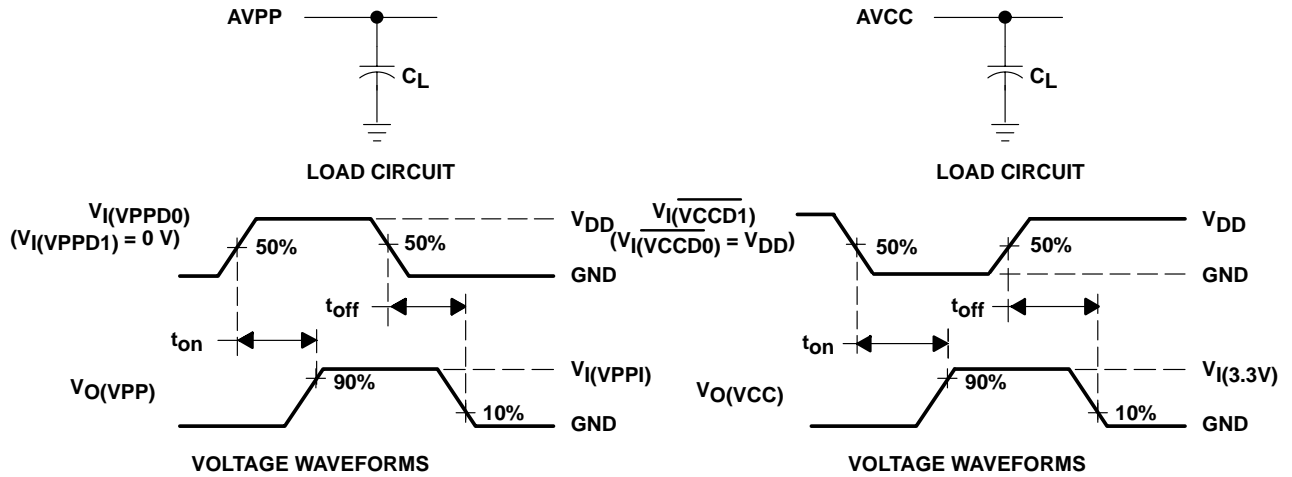 AVPP
CL
LOAD CIRCUIT
VI(VPPD0)
(VI(VPPD1) = 0 V)
50%
50%
VDD
GND
toff
ton
VO(VPP)
90%
10%
VI(VPPI)
GND
VOLTAGE WAVEFORMS
AVCC
CL
LOAD CIRCUIT
VI(V̅C̅C̅D̅1̅)
(VI(V̅C̅C̅D̅0̅) = VDD)
50%
50%
VDD
GND
toff
ton
VO(VCC)
90%
10%
VI(3.3V)
GND
VOLTAGE WAVEFORMS